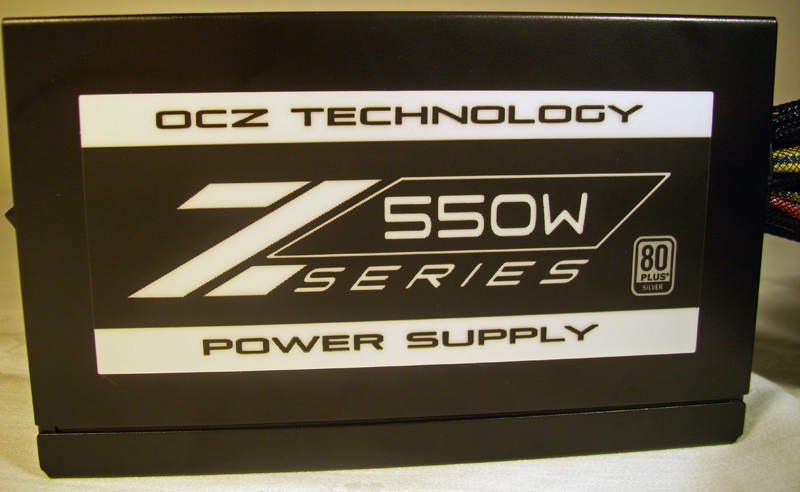 OCZ TECHNOLOGY
Z 550W
SERIES
80
PLUS®
SILVER
POWER SUPPLY